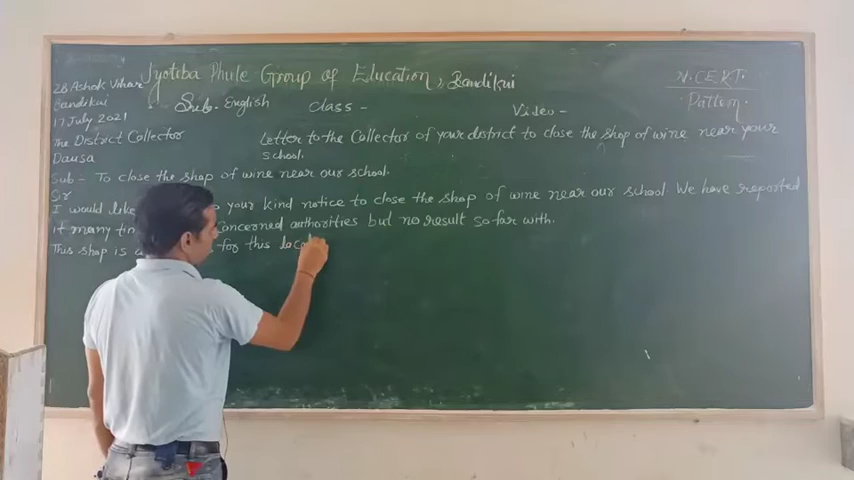 Jyotiba Phule Group of Education, Bandikui
N.C.E.R.T.
Pattern
Sub- English Class - Video -
28 Ashok Vihar
Bandikui
17 July 2021
The District Collector
Dausa
Letter to the Collector of your district to close the shop of wine near your
school.
Sub - To close the shop of wine near our school.
Sir
I would like your kind notice to close the shop of wine near our school. We have reported
it many concerned authorities but no result so far with.
This shop is for this